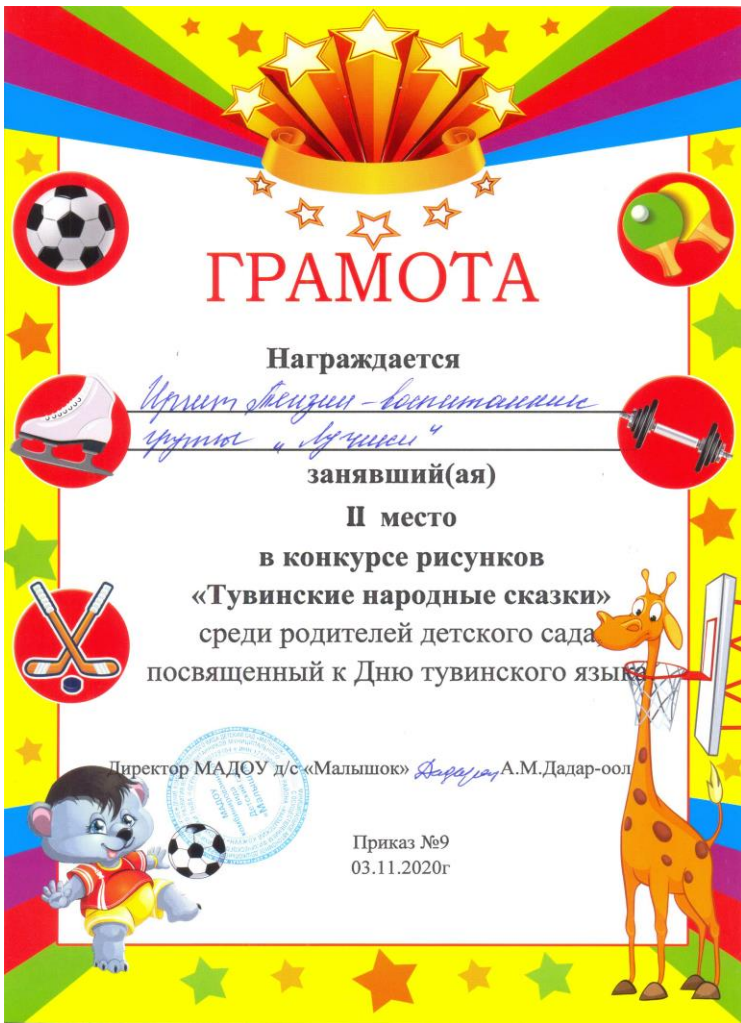 ГРАМОТА
Награждается
Иргит Тензин - воспитанник
группы "Лучики"
занявший(ая)
II место
в конкурсе рисунков
«Тувинские народные сказки»
среди родителей детского сада,
посвященный к Дню тувинского языка
Директор МАДОУ д/с «Малышок» А.М.Дадар-оол
Приказ №9
03.11.2020г